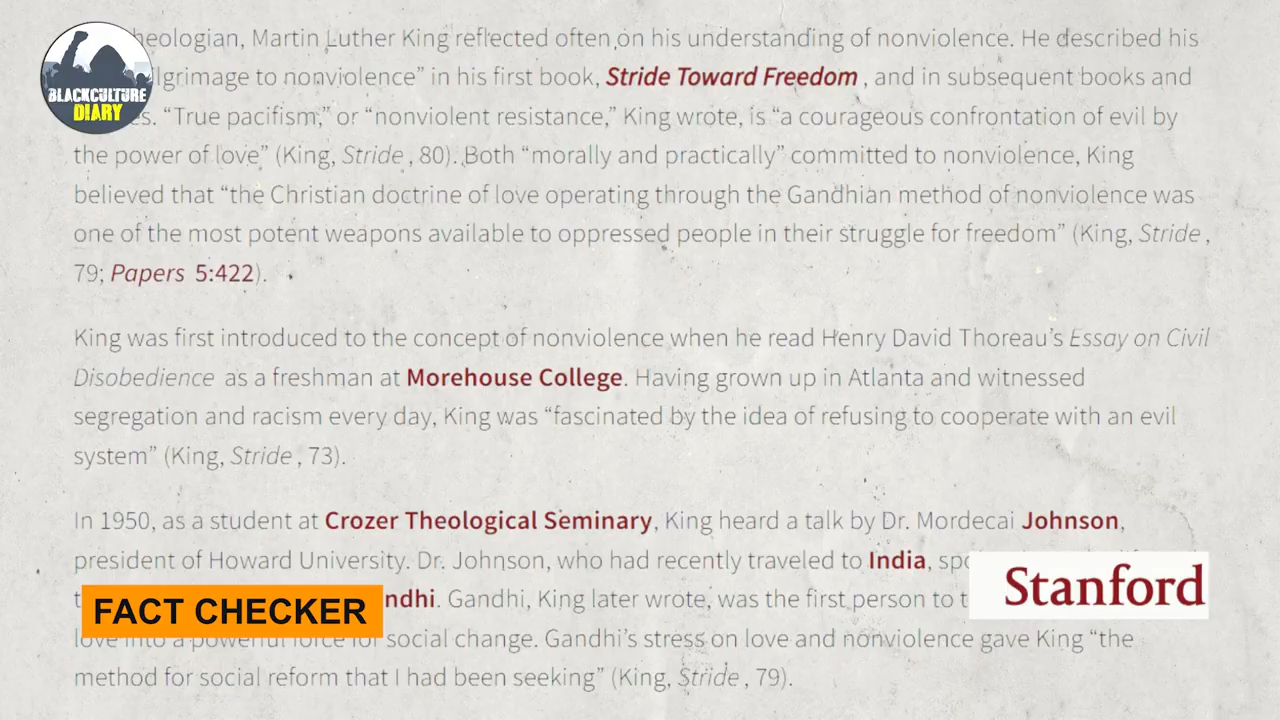 heologian, Martin Luther King reflected often on his understanding of nonviolence. He described his
lgrimage to nonviolence” in his first book, Stride Toward Freedom , and in subsequent books and
s. “True pacifism,” or “nonviolent resistance,” King wrote, is “a courageous confrontation of evil by
the power of love” (King, Stride , 80). Both “morally and practically” committed to nonviolence, King
believed that “the Christian doctrine of love operating through the Gandhian method of nonviolence was
one of the most potent weapons available to oppressed people in their struggle for freedom” (King, Stride ,
79; Papers 5:422).
King was first introduced to the concept of nonviolence when he read Henry David Thoreau’s Essay on Civil
Disobedience as a freshman at Morehouse College. Having grown up in Atlanta and witnessed
segregation and racism every day, King was “fascinated by the idea of refusing to cooperate with an evil
system” (King, Stride , 73).
In 1950, as a student at Crozer Theological Seminary, King heard a talk by Dr. Mordecai Johnson,
president of Howard University. Dr. Johnson, who had recently traveled to India,
ndhi. Gandhi, King later wrote, was the first person to
love into a powerful force for social change. Gandhi’s stress on love and nonviolence gave King “the
method for social reform that I had been seeking” (King, Stride , 79).
BLACKCULTURE
DIARY
FACT CHECKER
Stanford